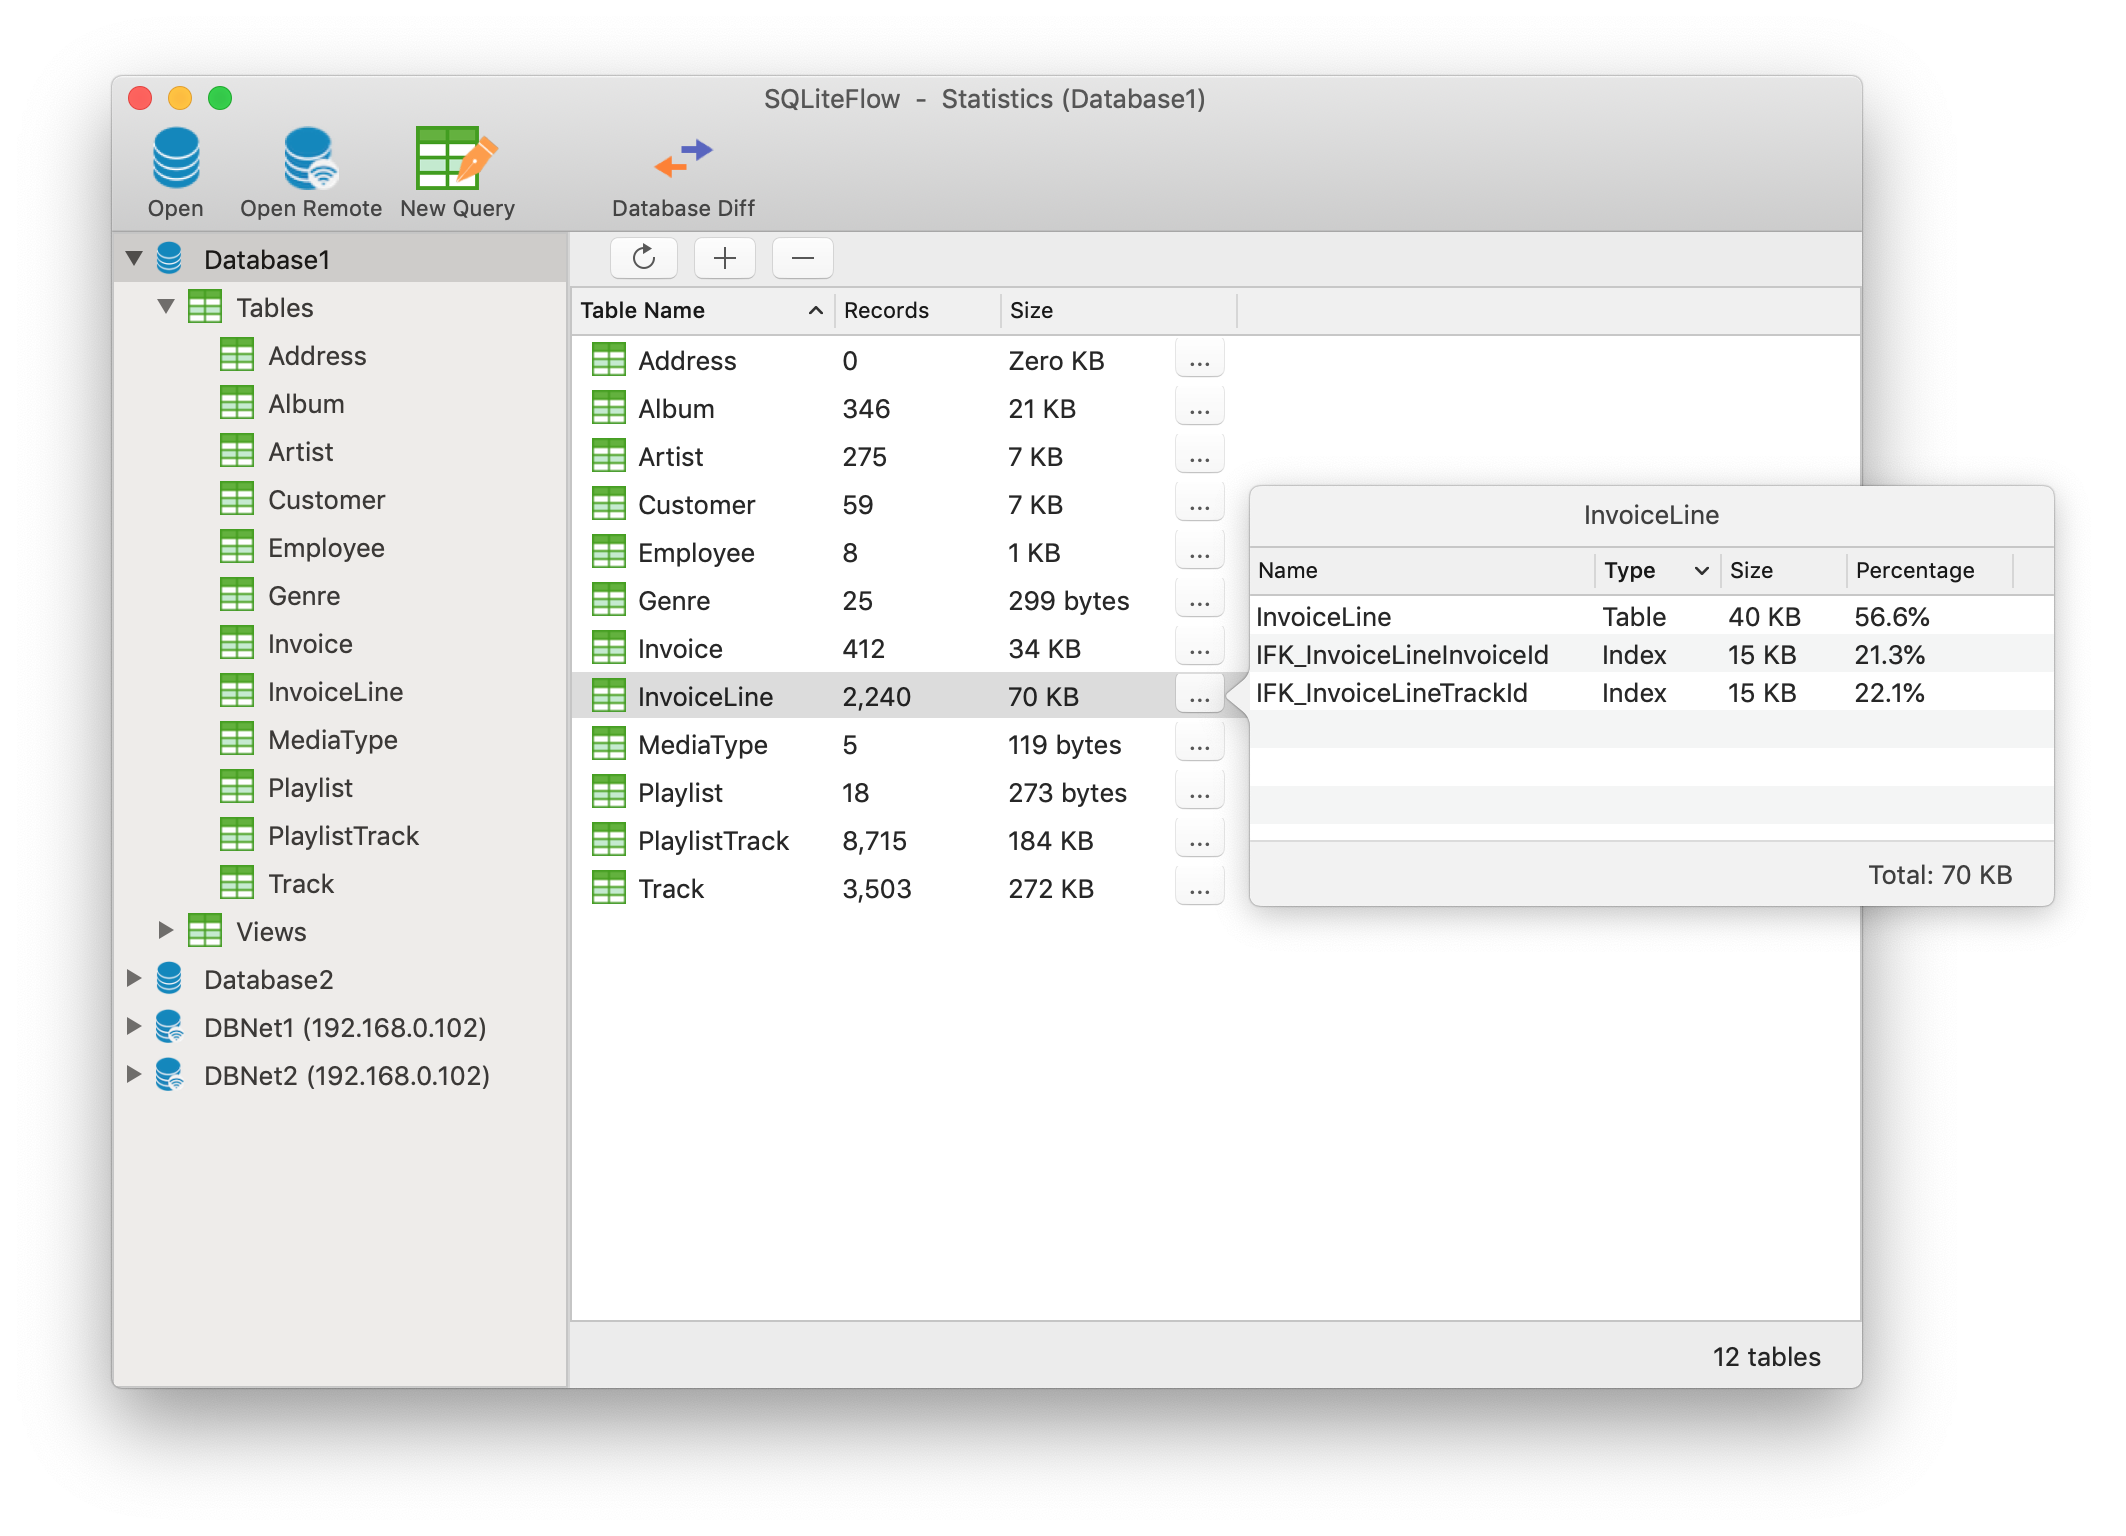 SQLiteFlow - Statistics (Database1)
Open
Open Remote
New Query
Database Diff
Database1
Tables
Address
Album
Artist
Customer
Employee
Genre
Invoice
InvoiceLine
MediaType
Playlist
PlaylistTrack
Track
Views
Database2
DBNet1 (192.168.0.102)
DBNet2 (192.168.0.102)
Table Name Records Size
Address 0 Zero KB ...
Album 346 21 KB ...
Artist 275 7 KB ...
Customer 59 7 KB ...
Employee 8 1 KB ...
Genre 25 299 bytes ...
Invoice 412 34 KB ...
InvoiceLine 2,240 70 KB ...
MediaType 5 119 bytes ...
Playlist 18 273 bytes ...
PlaylistTrack 8,715 184 KB ...
Track 3,503 272 KB ...
InvoiceLine
Name Type Size Percentage
InvoiceLine Table 40 KB 56.6%
IFK_InvoiceLineInvoiceId Index 15 KB 21.3%
IFK_InvoiceLineTrackId Index 15 KB 22.1%
Total: 70 KB
12 tables